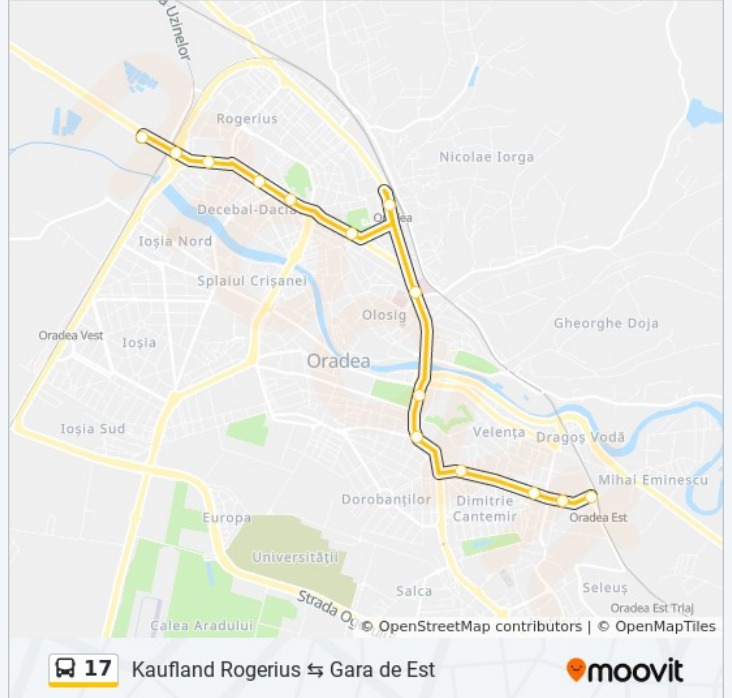 Uzinelor
Rogerius
Nicolae Iorga
Decebal-Dacia
Ioșia Nord
Splaiul Crișanei
Olosig
Gheorghe Doja
Oradea Vest
Ioșia
Oradea
Ioșia Sud
Velența
Dragoș Vodă
Mihai Eminescu
Dorobanților
Dimitrie
Cantemir
Oradea Est
Europa
Universității
Salca
Seleuș
Oradea Est Triaj
Calea Aradului
Strada
© OpenStreetMap contributors | © OpenMapTiles
17 Kaufland Rogerius ⇆ Gara de Est
moovit